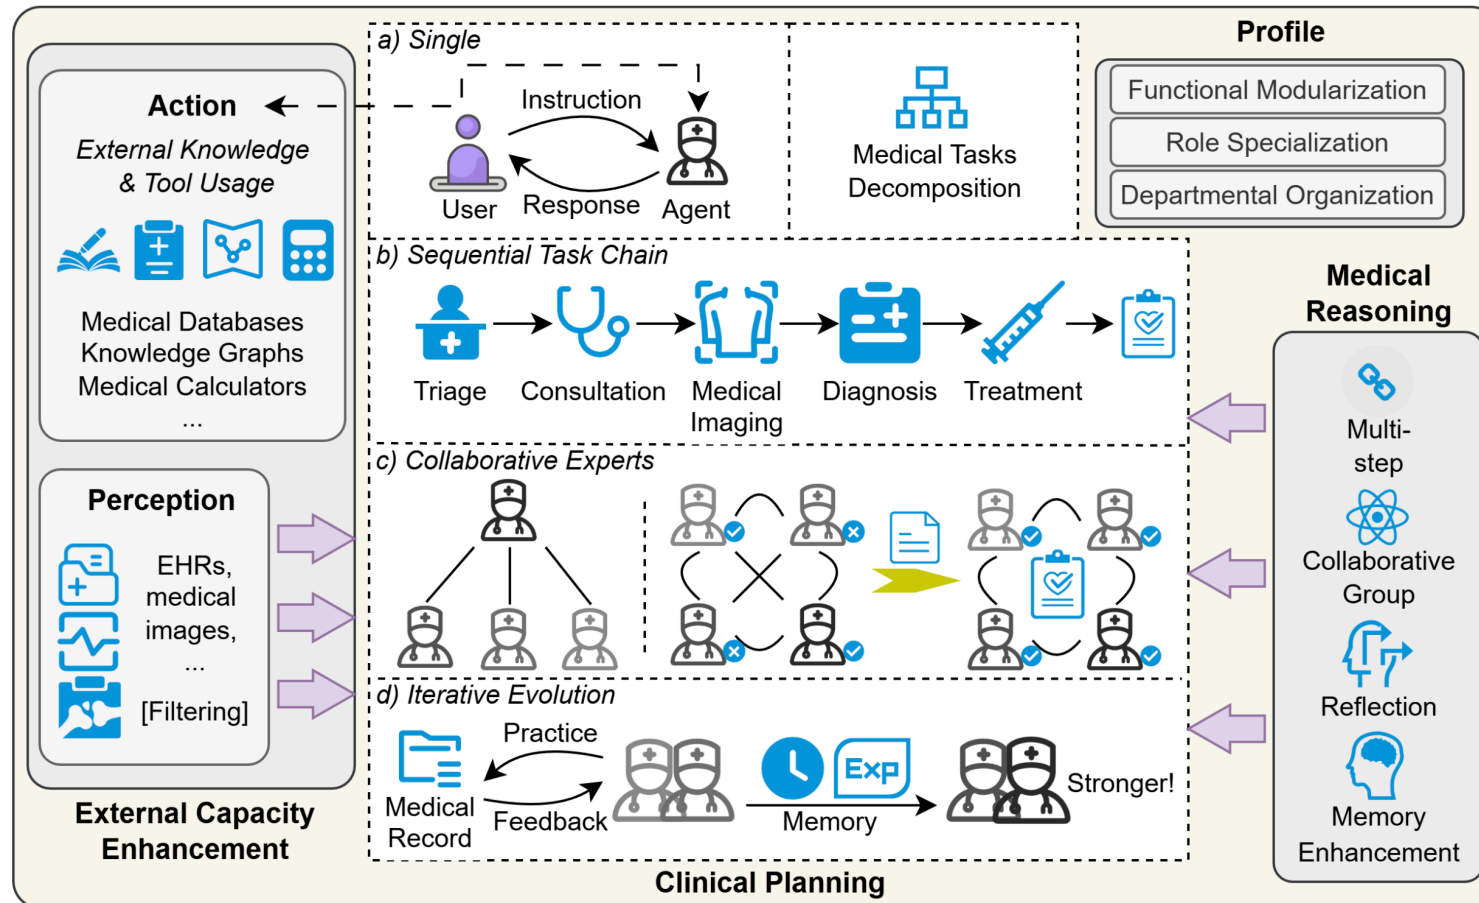 Action
External Knowledge
& Tool Usage
Medical Databases
Knowledge Graphs
Medical Calculators
...
Perception
EHRs,
medical
images,
...
[Filtering]
External Capacity
Enhancement
a) Single
Instruction
User
Response
Agent
Medical Tasks
Decomposition
b) Sequential Task Chain
Triage
Consultation
Medical
Imaging
Diagnosis
Treatment
c) Collaborative Experts
d) Iterative Evolution
Practice
Medical
Record
Feedback
Exp
Memory
Stronger!
Clinical Planning
Profile
Functional Modularization
Role Specialization
Departmental Organization
Medical
Reasoning
Multi-
step
Collaborative
Group
Reflection
Memory
Enhancement